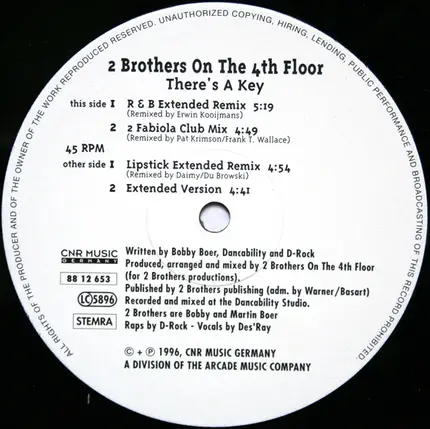 ALL RIGHTS OF THE PRODUCER AND OF THE OWNER OF THE WORK REPRODUCED RESERVED. UNAUTHORIZED COPYING, HIRING, LENDING, PUBLIC PERFORMANCE AND BROADCASTING OF THIS RECORD PROHIBITED.
2 Brothers On The 4th Floor
There's A Key
this side 1 R & B Extended Remix 5:19
(Remixed by Erwin Kooijmans)
2 2 Fabiola Club Mix 4:49
(Remixed by Pat Krimson/Frank T. Wallace)
45 RPM
other side 1 Lipstick Extended Remix 4:54
(Remixed by Daimy/Du Browski)
2 Extended Version 4:41
CNR MUSIC
GERMANY
88 12 653
LC 5896
STEMRA
Written by Bobby Boer, Dancability and D-Rock
Produced, arranged and mixed by 2 Brothers On The 4th Floor
(for 2 Brothers productions).
Published by 2 Brothers publishing (adm. by Warner/Basart)
Recorded and mixed at the Dancability Studio.
2 Brothers are Bobby and Martin Boer
Raps by D-Rock - Vocals by Des'Ray
© + ℗ 1996, CNR MUSIC GERMANY
A DIVISION OF THE ARCADE MUSIC COMPANY